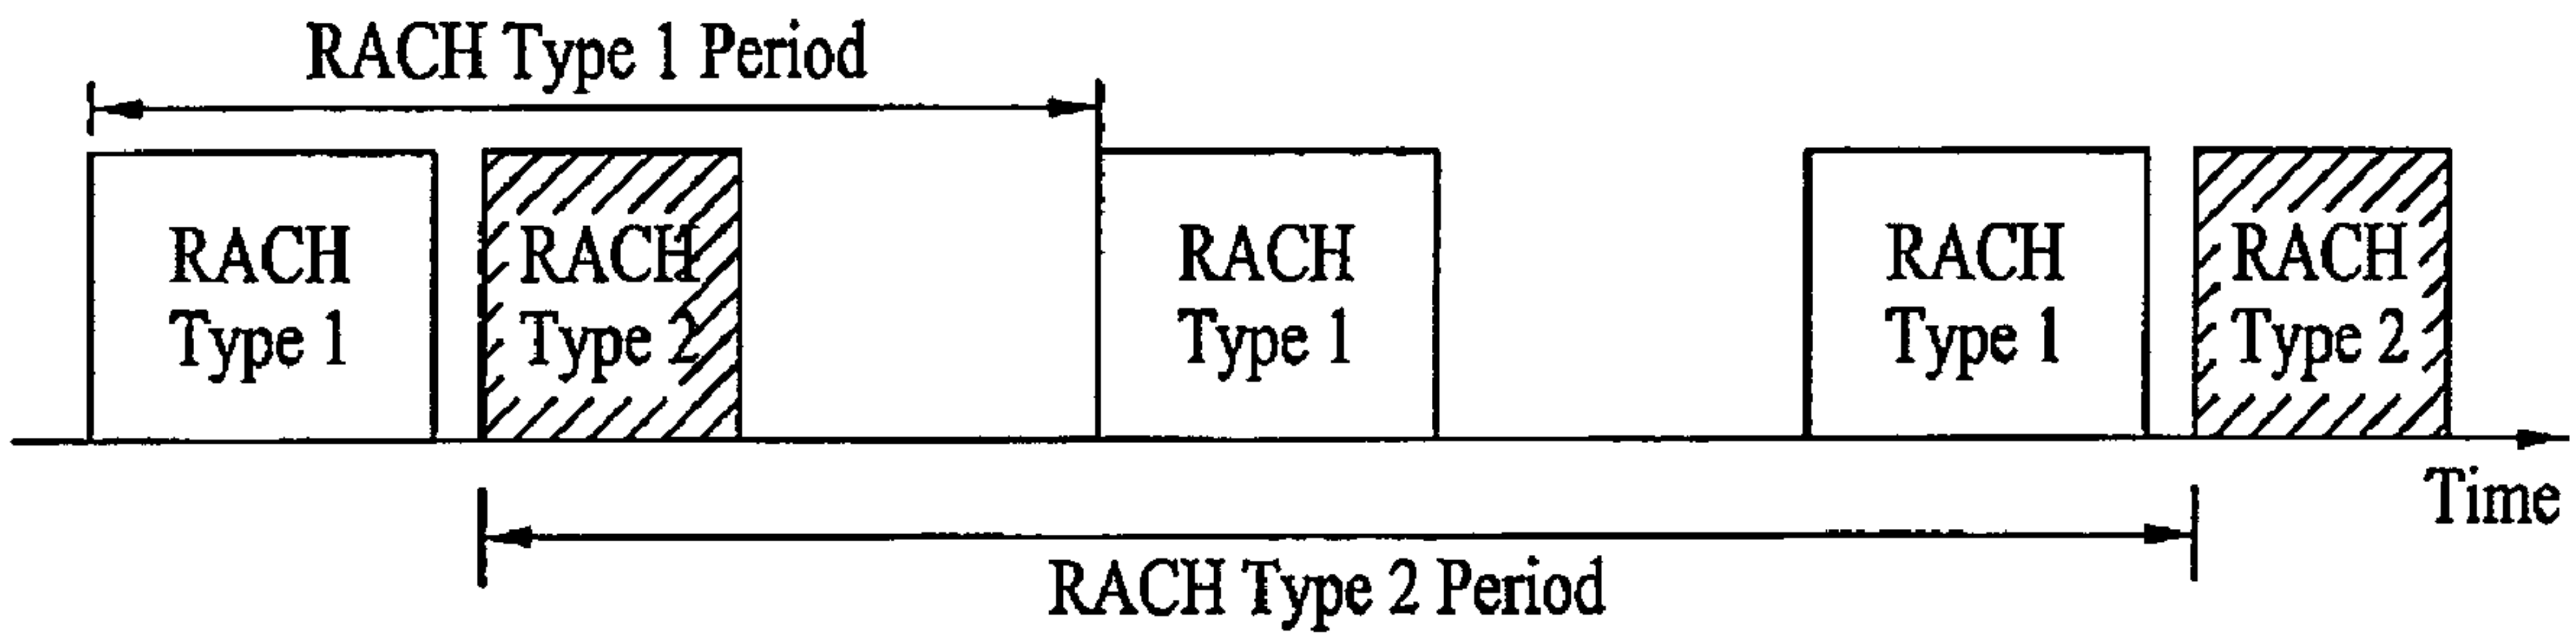 RACH Type 1 Period
RACH
Type 1
RACH
Type 2
RACH
Type 1
RACH
Type 1
RACH
Type 2
Time
RACH Type 2 Period